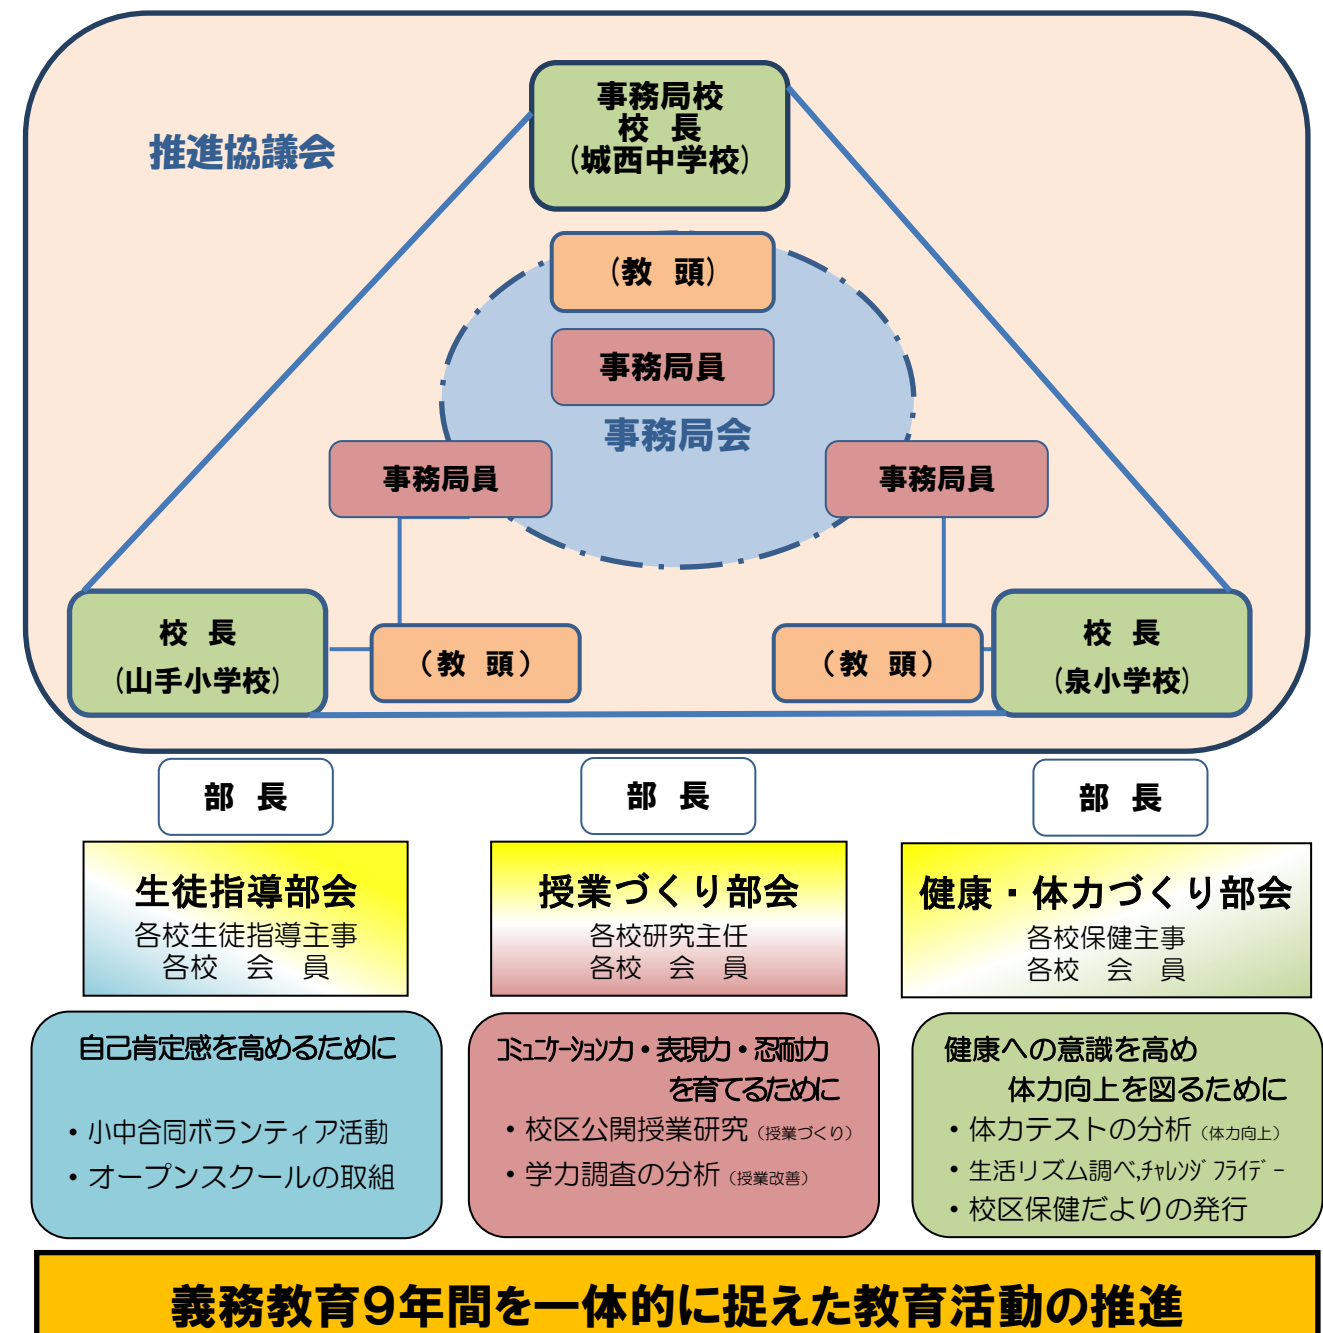 推進協議会
事務局校
校 長
(城西中学校)
(教 頭)
事務局員
事務局会
事務局員
事務局員
校 長
(山手小学校)
(教 頭)
(教 頭)
校 長
(泉小学校)
部 長
部 長
部 長
生徒指導部会
各校生徒指導主事
各校 会 員
授業づくり部会
各校研究主任
各校 会 員
健康・体力づくり部会
各校保健主事
各校 会 員
自己肯定感を高めるために
・小中合同ボランティア活動
・オープンスクールの取組
ｺﾐｭﾆｹｰｼｮﾝ力・表現力・忍耐力
を育てるために
・校区公開授業研究（授業づくり）
・学力調査の分析（授業改善）
健康への意識を高め
体力向上を図るために
・体力テストの分析（体力向上）
・生活リズム調べ,ﾁｬﾚﾝｼﾞﾌﾗｲﾃﾞｰ
・校区保健だよりの発行
義務教育９年間を一体的に捉えた教育活動の推進